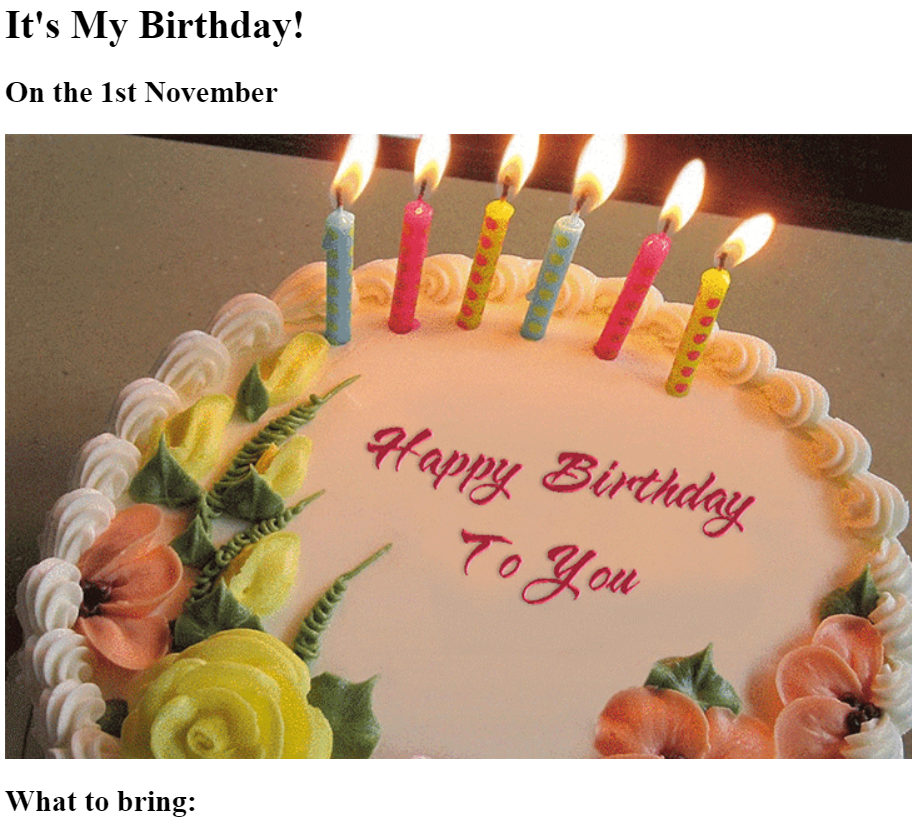 It's My Birthday!
On the 1st November
Happy Birthday
To You
What to bring: